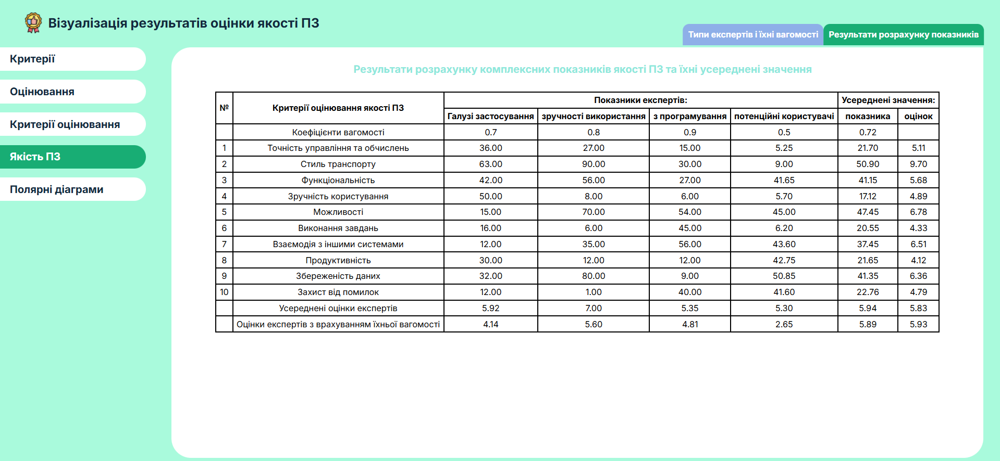 Візуалізація результатів оцінки якості ПЗ
Типи експертів і їхні вагомості
Результати розрахунку показників
Критерії
Оцінювання
Критерії оцінювання
Якість ПЗ
Полярні діаграми
Результати розрахунку комплексних показників якості ПЗ та їхні усереднені значення
№ Критерії оцінювання якості ПЗ Показники експертів: Усереднені значення:
Галузі застосування зручності використання з програмування потенційні користувачі показника оцінок
Коефіцієнти вагомості 0.7 0.8 0.9 0.5 0.72
1 Точність управління та обчислень 36.00 27.00 15.00 5.25 21.70 5.11
2 Стиль транспорту 63.00 90.00 30.00 9.00 50.90 9.70
3 Функціональність 42.00 56.00 27.00 41.65 41.15 5.68
4 Зручність користування 50.00 8.00 6.00 5.70 17.12 4.89
5 Можливості 15.00 70.00 54.00 45.00 47.45 6.78
6 Виконання завдань 16.00 6.00 45.00 6.20 20.55 4.33
7 Взаємодія з іншими системами 12.00 35.00 56.00 43.60 37.45 6.51
8 Продуктивність 30.00 12.00 12.00 42.75 21.65 4.12
9 Збереженість даних 32.00 80.00 9.00 50.85 41.35 6.36
10 Захист від помилок 12.00 1.00 40.00 41.60 22.76 4.79
Усереднені оцінки експертів 5.92 7.00 5.35 5.30 5.94 5.83
Оцінки експертів з врахуванням їхньої вагомості 4.14 5.60 4.81 2.65 5.89 5.93